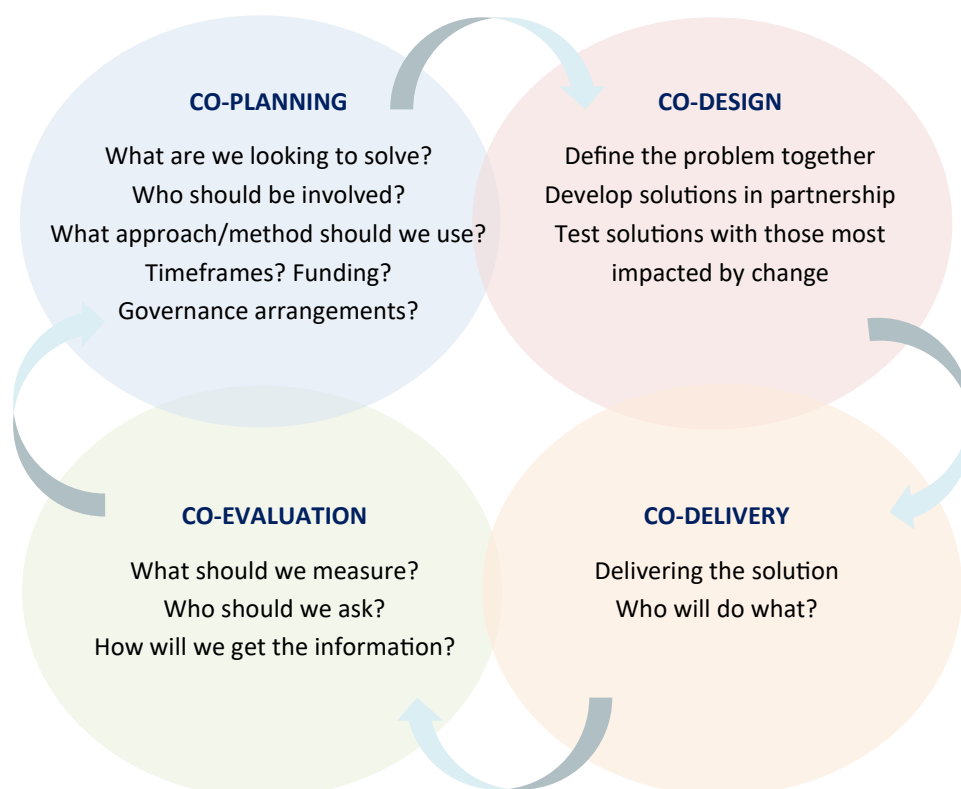 CO-PLANNING
What are we looking to solve?
Who should be involved?
What approach/method should we use?
Timeframes? Funding?
Governance arrangements?
CO-DESIGN
Define the problem together
Develop solutions in partnership
Test solutions with those most
impacted by change
CO-EVALUATION
What should we measure?
Who should we ask?
How will we get the information?
CO-DELIVERY
Delivering the solution
Who will do what?